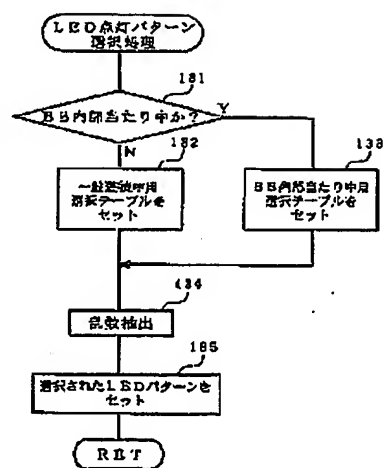 LED点灯パターン
選択処理
181
BB内部当たり中か？
Y
N
182
一般遊技中用
選択テーブルを
セット
183
BB内部当たり中用
選択テーブルを
セット
184
乱数抽出
185
選択されたLEDパターンを
セット
RET